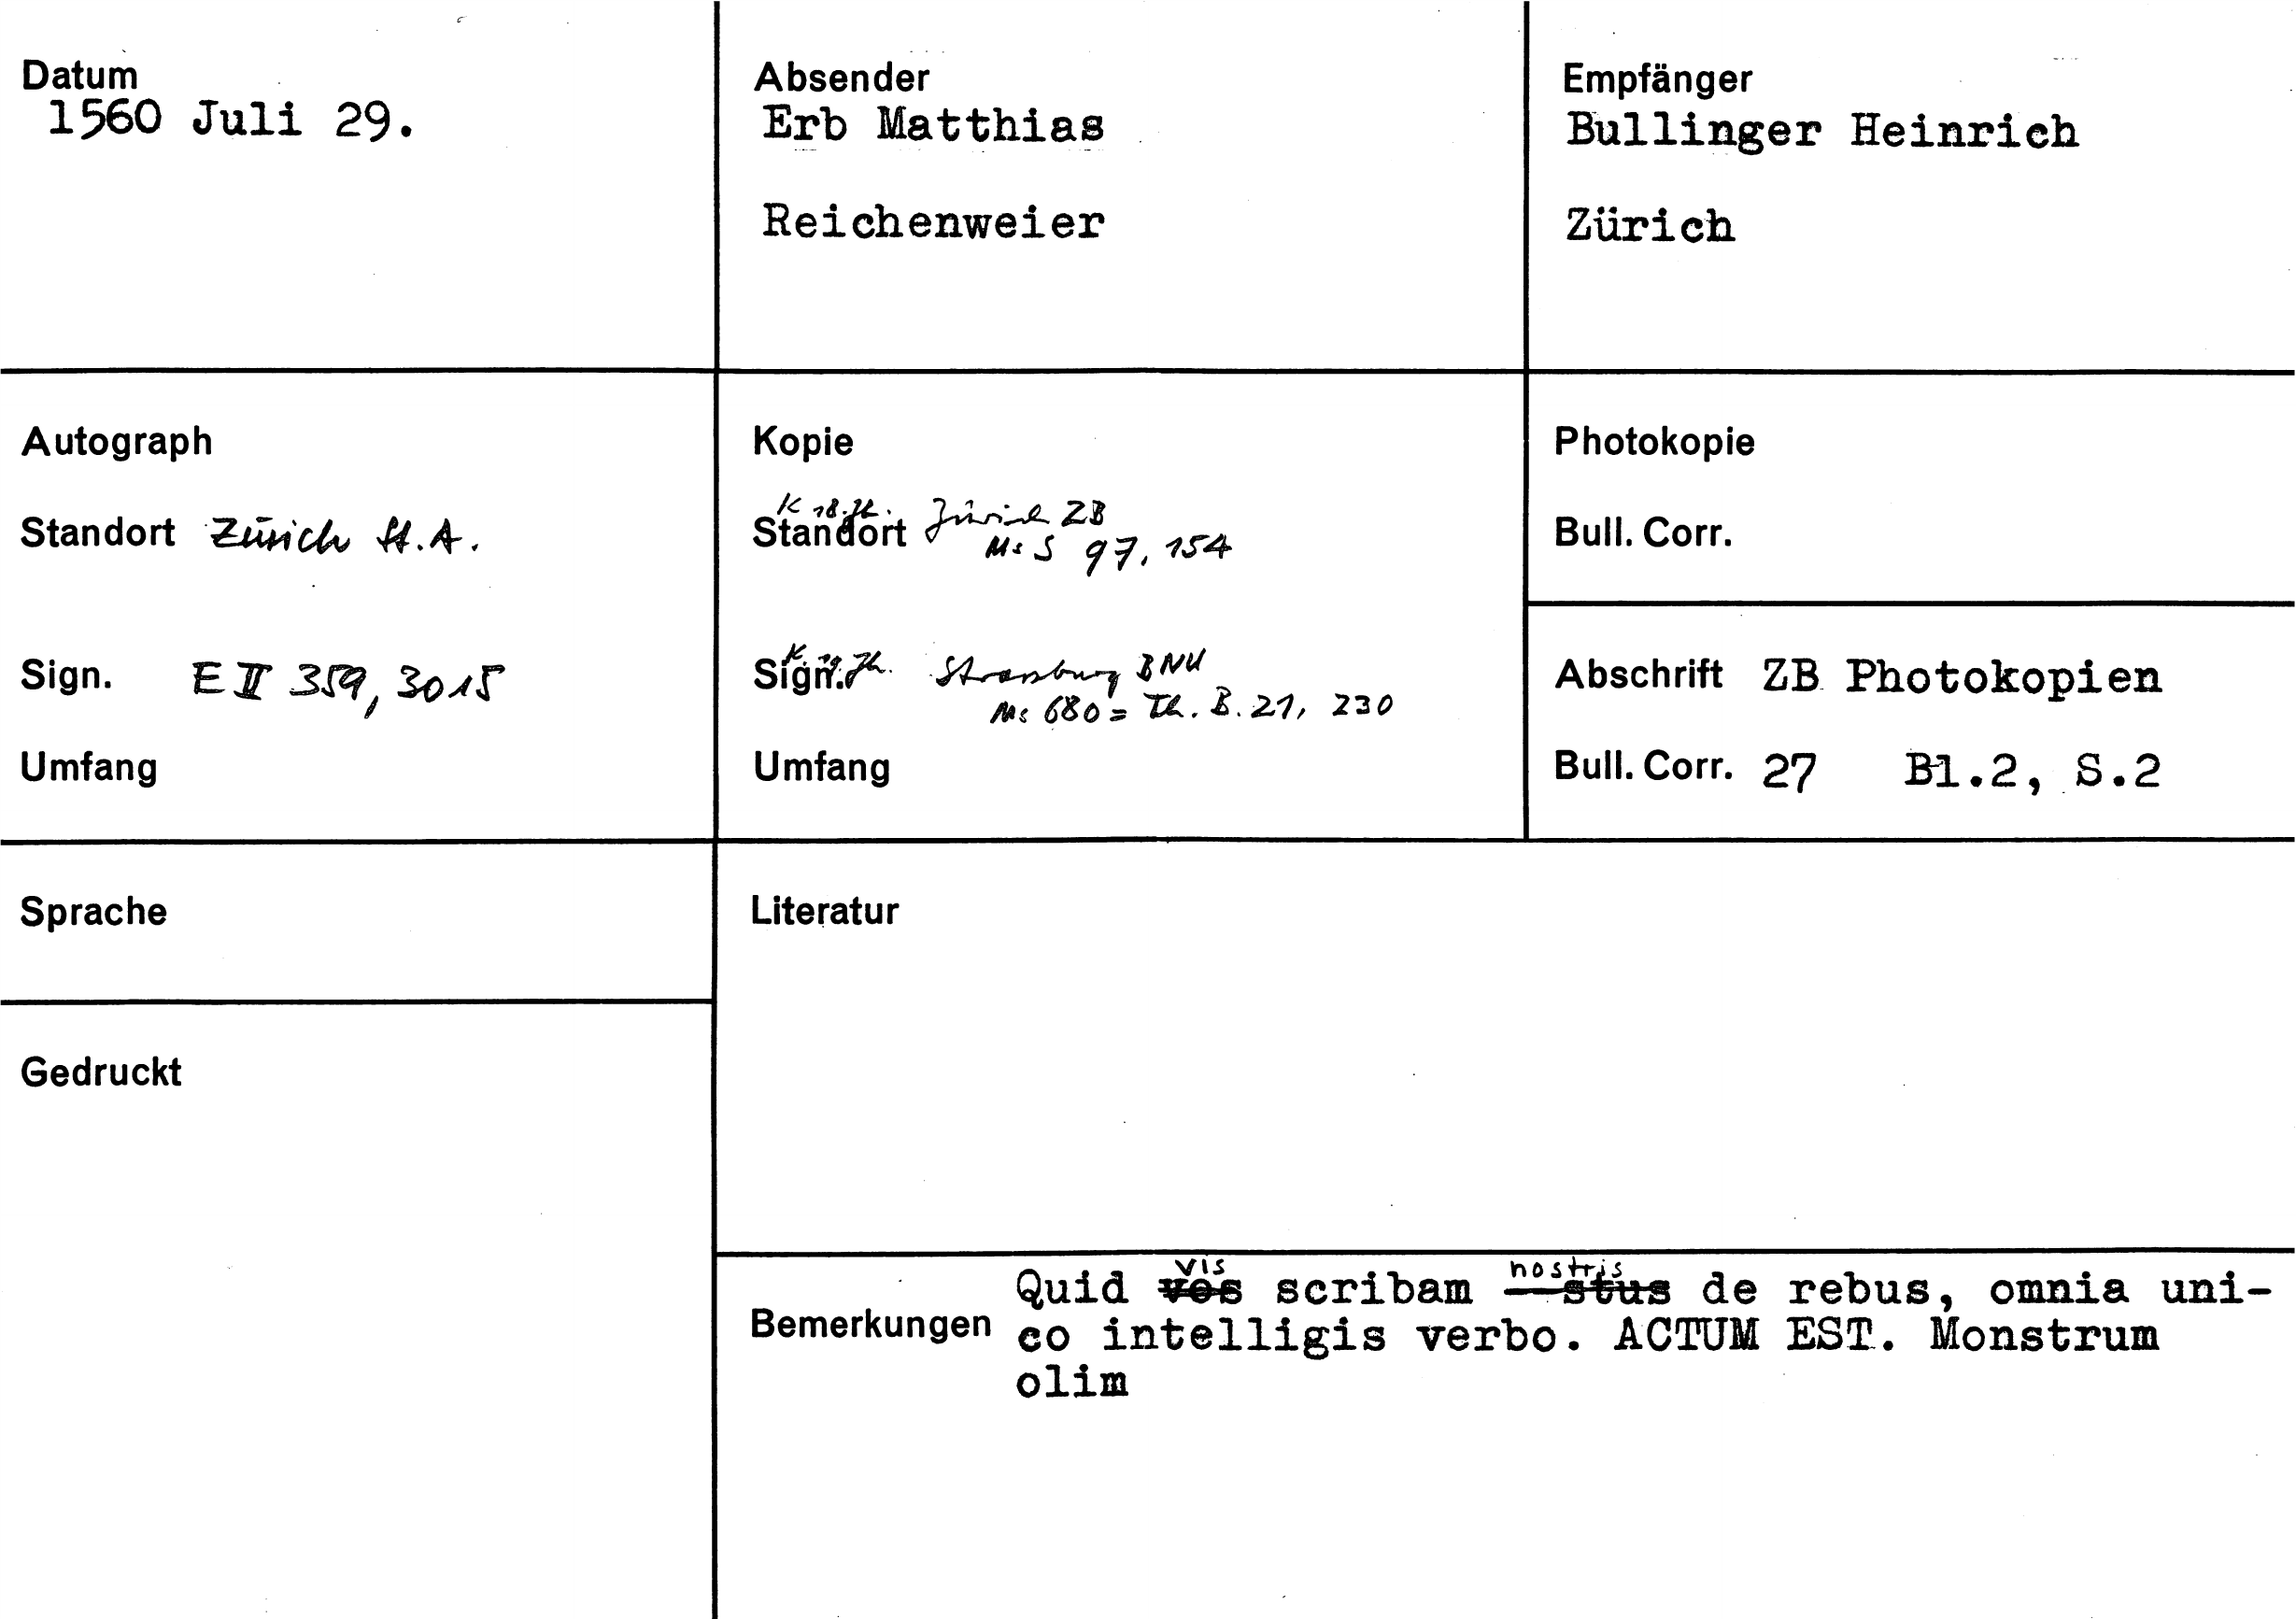 Datum
1560 Juli 29.
Absender
Erb Matthias
Reichenweier
Empfänger
Bullinger Heinrich
Zürich
Autograph
Standort Zürich St.A.
Sign. E II 359, 3015
Umfang
Kopie
K 18. Jh.
Standort Zürich ZB
Ms S 97, 154
K 19. Jh.
Sign. Strassburg BNU
Ms 680 = Th. B. 21, 230
Umfang
Photokopie
Bull. Corr.
Abschrift ZB Photokopien
Bull. Corr. 27 Bl.2, S.2
Sprache
Gedruckt
Literatur
Bemerkungen
vis nostris
Quid vos scribam —stus de rebus, omnia uni-
co intelligis verbo. ACTUM EST. Monstrum
olim